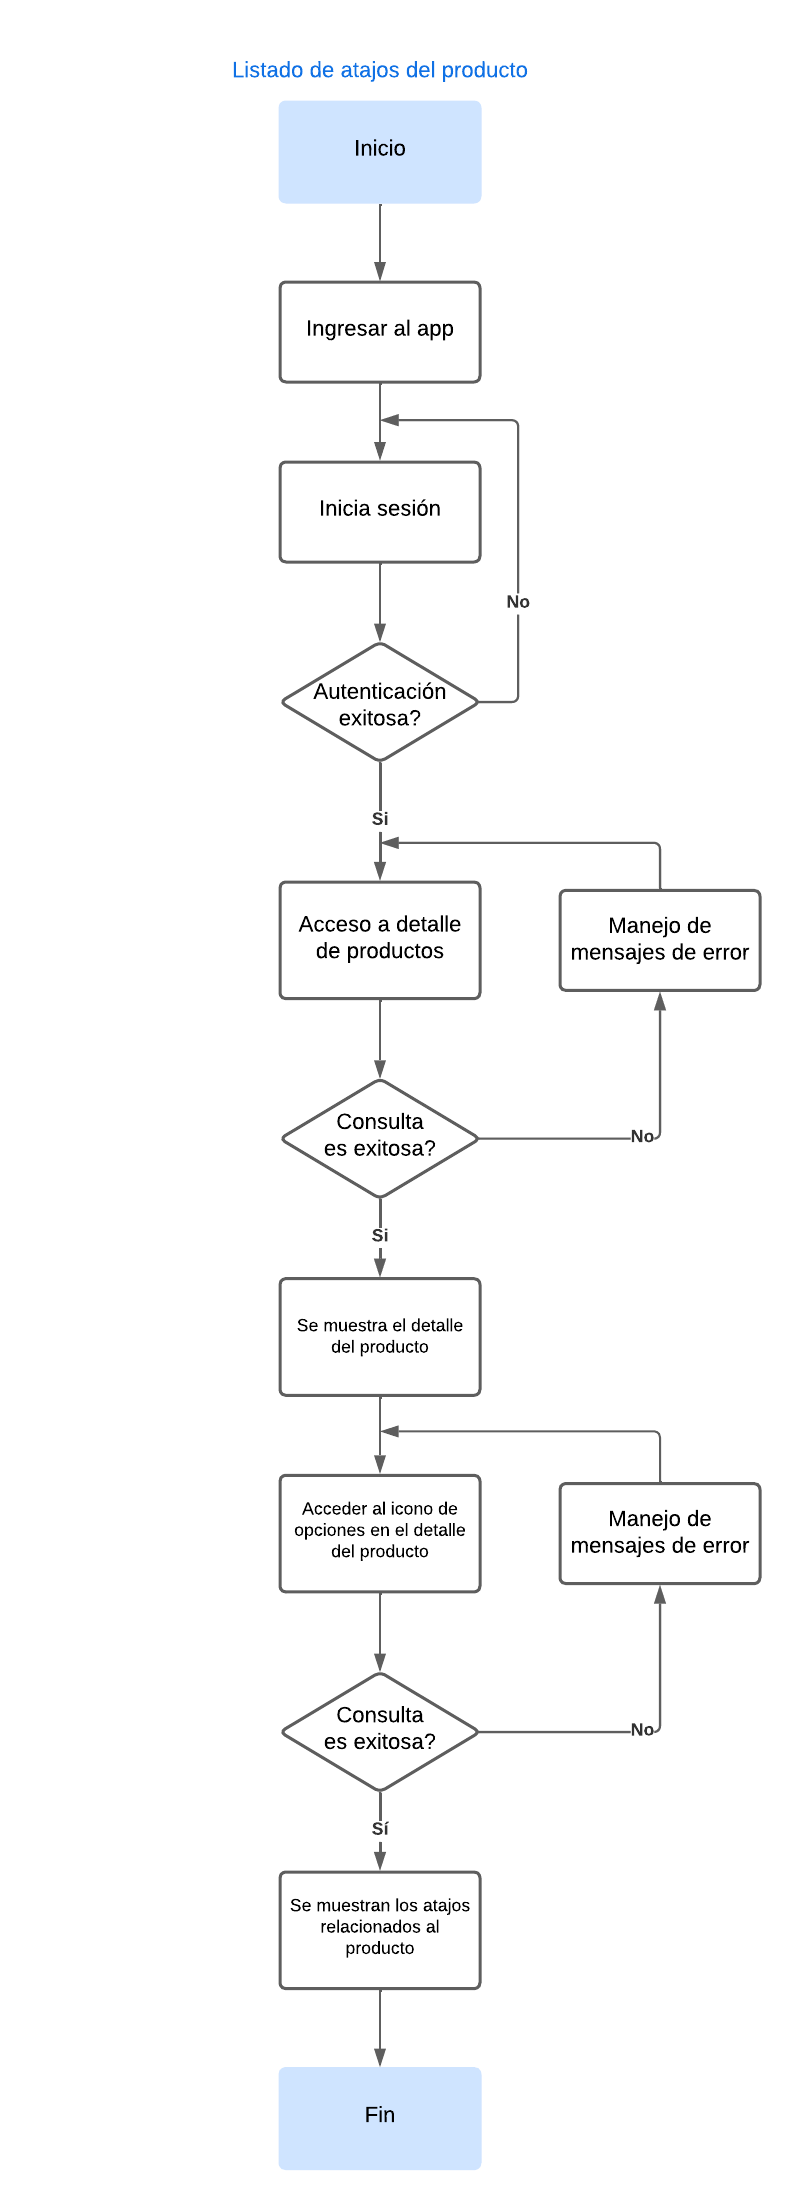 Listado de atajos del producto
Inicio
Ingresar al app
Inicia sesión
No
Autenticación
exitosa?
Si
Acceso a detalle
de productos
Manejo de
mensajes de error
Consulta
es exitosa?
No
Si
Se muestra el detalle
del producto
Acceder al icono de
opciones en el detalle
del producto
Manejo de
mensajes de error
Consulta
es exitosa?
No
Sí
Se muestran los atajos
relacionados al
producto
Fin